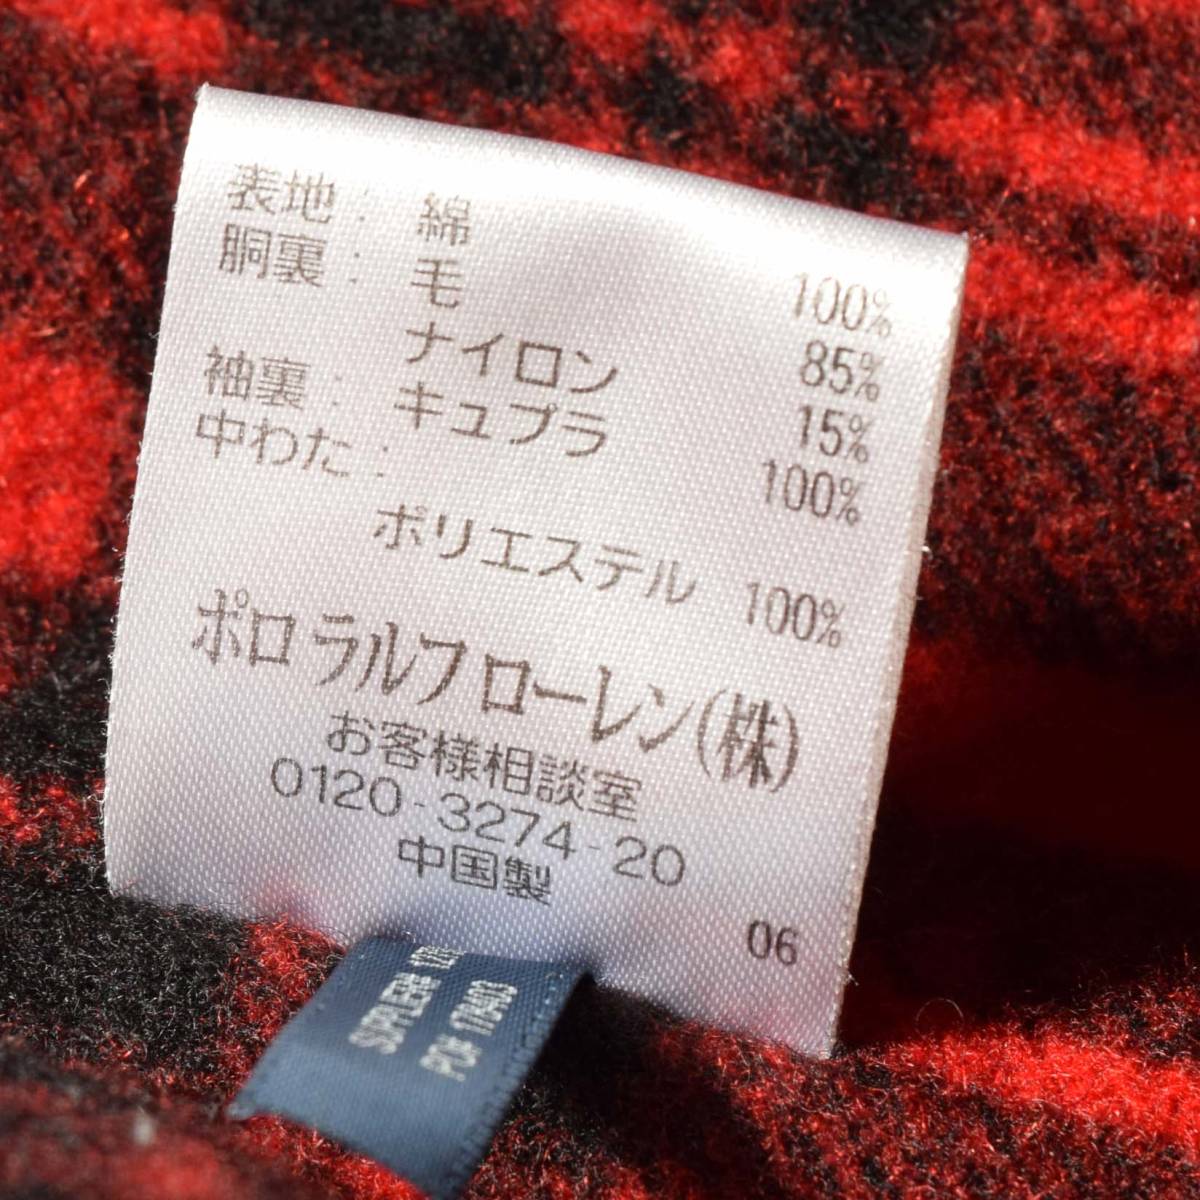 表地: 綿 100%
胴裏: 毛 85%
ナイロン 15%
袖裏: キュプラ 100%
中わた:
ポリエステル 100%
ポロ ラルフ ローレン(株)
お客様相談室
0120-3274-20
中国製
06
SUPLIER#
PO#